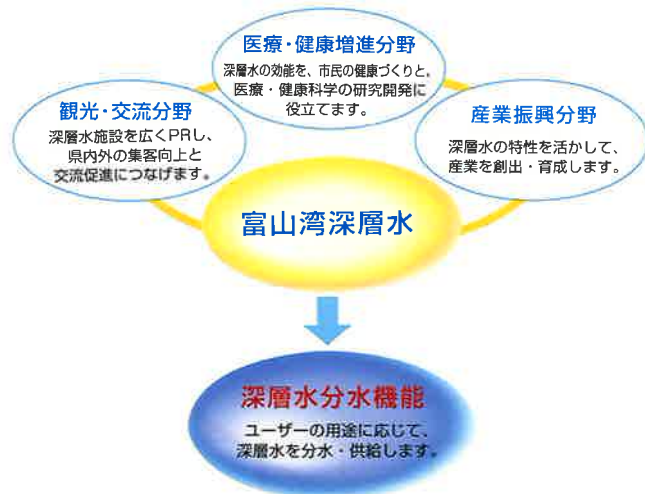 医療・健康増進分野
深層水の効能を、市民の健康づくりと、
医療・健康科学の研究開発に
役立てます。
観光・交流分野
深層水施設を広くPRし、
県内外の集客向上と
交流促進につなげます。
産業振興分野
深層水の特性を活かして、
産業を創出・育成します。
富山湾深層水
深層水分水機能
ユーザーの用途に応じて、
深層水を分水・供給します。